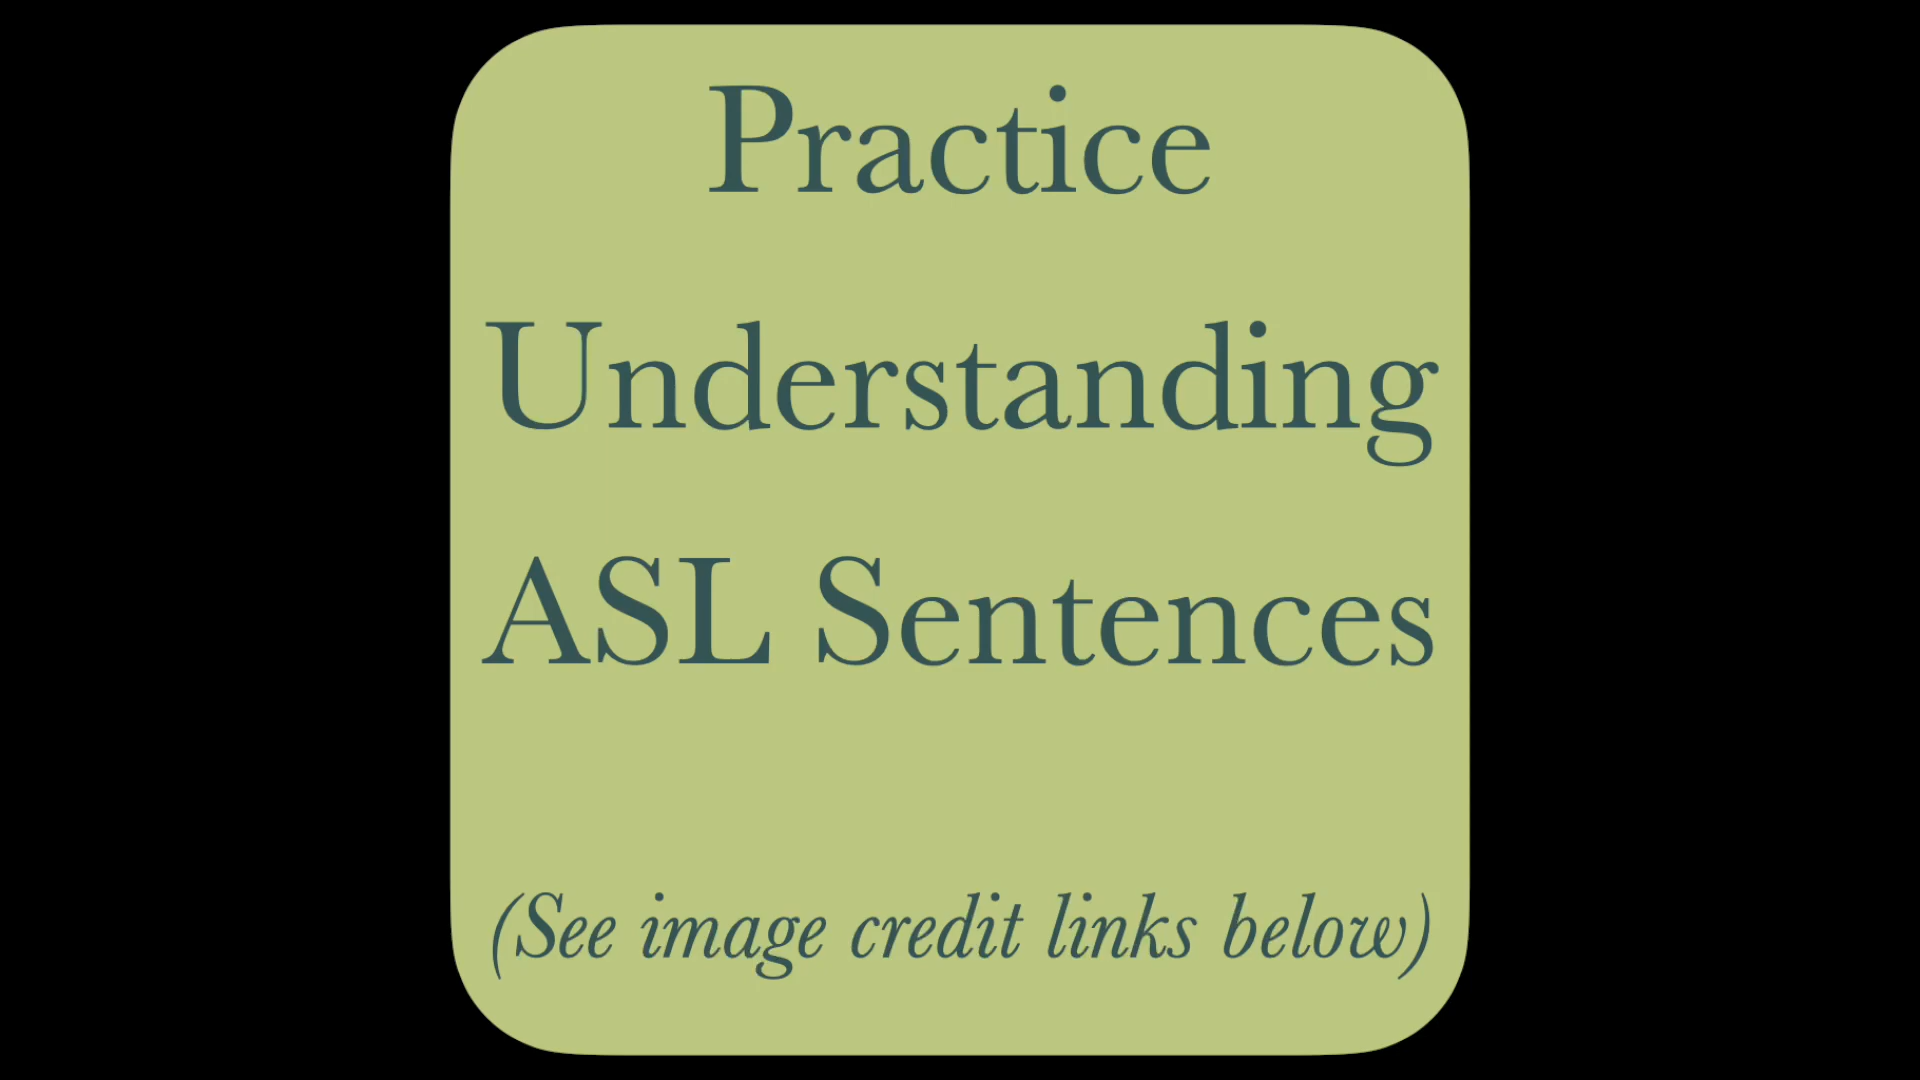 Practice
Understanding
ASL Sentences
(See image credit links below)